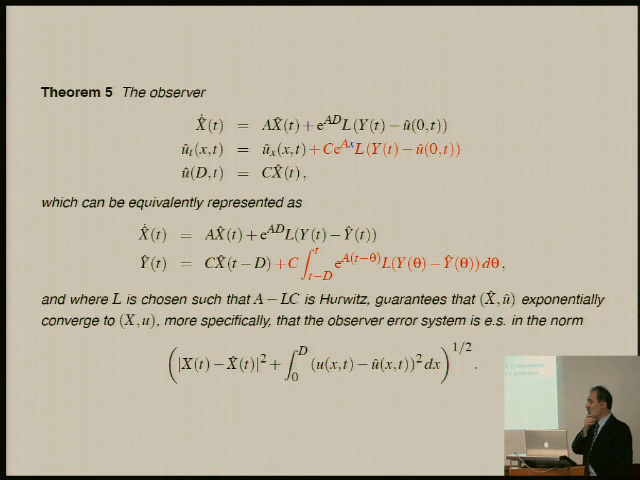 Theorem 5 The observer
Ẋ̂(t) = AX̂(t) + e^{AD}L(Y(t) − û(0,t))
û_t(x,t) = û_x(x,t) + Ce^{Ax}L(Y(t) − û(0,t))
û(D,t) = CX̂(t),
which can be equivalently represented as
Ẋ̂(t) = AX̂(t) + e^{AD}L(Y(t) − Ŷ(t))
Ŷ(t) = CX̂(t−D) + C∫_{t−D}^{t} e^{A(t−θ)}L(Y(θ) − Ŷ(θ))dθ,
and where L is chosen such that A − LC is Hurwitz, guarantees that (X̂,û) exponentially
converge to (X,u), more specifically, that the observer error system is e.s. in the norm
(|X(t) − X̂(t)|² + ∫_0^D (u(x,t) − û(x,t))² dx)^{1/2}.